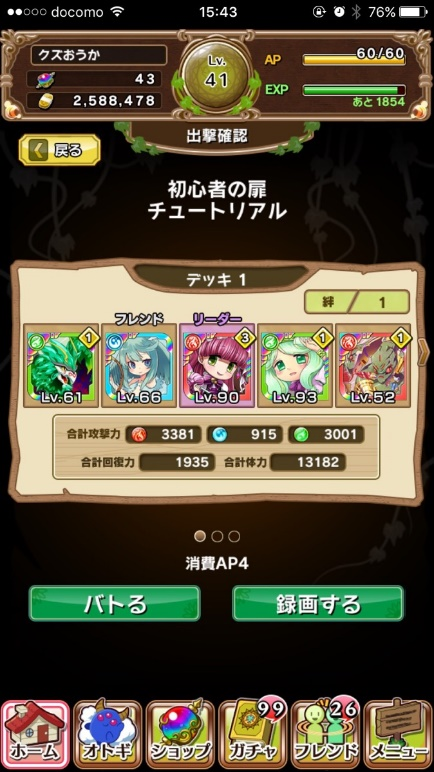 docomo 15:43 76%
クズおうか
43
2,588,478
Lv. 41
AP 60/60
EXP
あと 1854
出撃確認
戻る
初心者の扉
チュートリアル
デッキ 1
絆 / 1
フレンド リーダー
1 3 1 1
Lv.61 Lv.66 Lv.90 Lv.93 Lv.52
合計攻撃力 3381 915 3001
合計回復力 1935 合計体力 13182
消費AP4
バトる 録画する
99 26
ホーム オトギ ショップ ガチャ フレンド メニュー